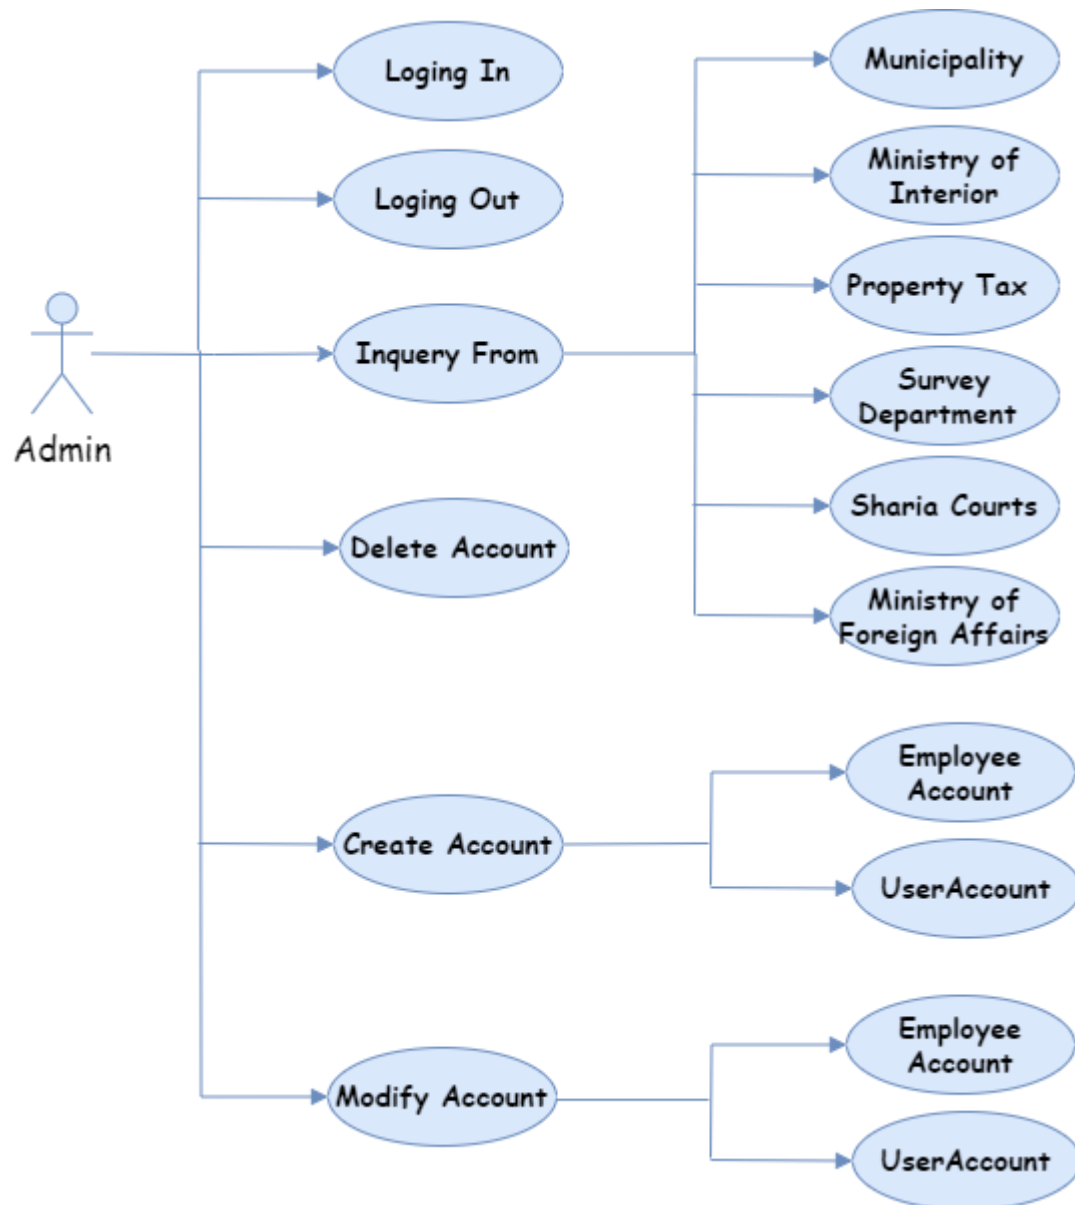 Loging In
Loging Out
Inquery From
Delete Account
Create Account
Modify Account
Admin
Municipality
Ministry of
Interior
Property Tax
Survey
Department
Sharia Courts
Ministry of
Foreign Affairs
Employee
Account
UserAccount
Employee
Account
UserAccount